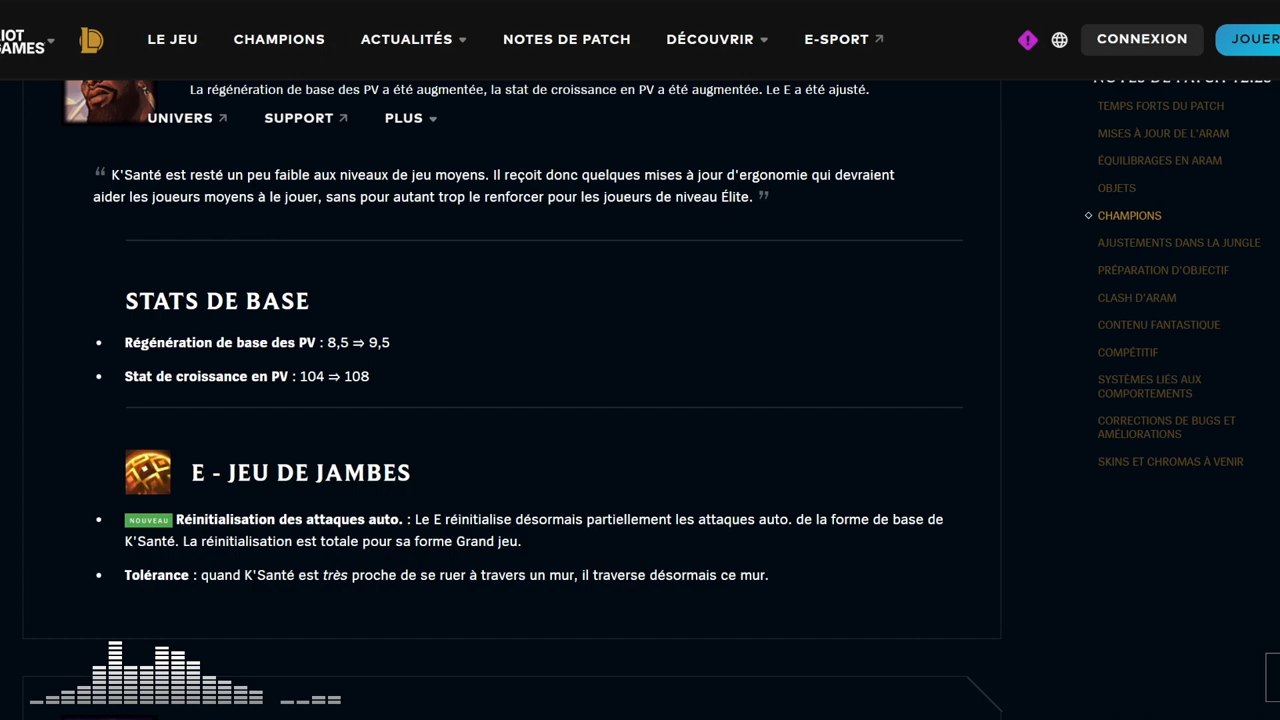 IOT
GAMES
LE JEU
CHAMPIONS
ACTUALITÉS
NOTES DE PATCH
DÉCOUVRIR
E-SPORT
CONNEXION
JOUER
La régénération de base des PV a été augmentée, la stat de croissance en PV a été augmentée. Le E a été ajusté.
UNIVERS
SUPPORT
PLUS
“ K'Santé est resté un peu faible aux niveaux de jeu moyens. Il reçoit donc quelques mises à jour d'ergonomie qui devraient
aider les joueurs moyens à le jouer, sans pour autant trop le renforcer pour les joueurs de niveau Élite. ”
STATS DE BASE
• Régénération de base des PV : 8,5 ⇒ 9,5
• Stat de croissance en PV : 104 ⇒ 108
E - JEU DE JAMBES
• NOUVEAU Réinitialisation des attaques auto. : Le E réinitialise désormais partiellement les attaques auto. de la forme de base de
K'Santé. La réinitialisation est totale pour sa forme Grand jeu.
• Tolérance : quand K'Santé est très proche de se ruer à travers un mur, il traverse désormais ce mur.
NOTES DE PATCH 12.23
TEMPS FORTS DU PATCH
MISES À JOUR DE L'ARAM
ÉQUILIBRAGES EN ARAM
OBJETS
CHAMPIONS
AJUSTEMENTS DANS LA JUNGLE
PRÉPARATION D'OBJECTIF
CLASH D'ARAM
CONTENU FANTASTIQUE
COMPÉTITIF
SYSTÈMES LIÉS AUX
COMPORTEMENTS
CORRECTIONS DE BUGS ET
AMÉLIORATIONS
SKINS ET CHROMAS À VENIR